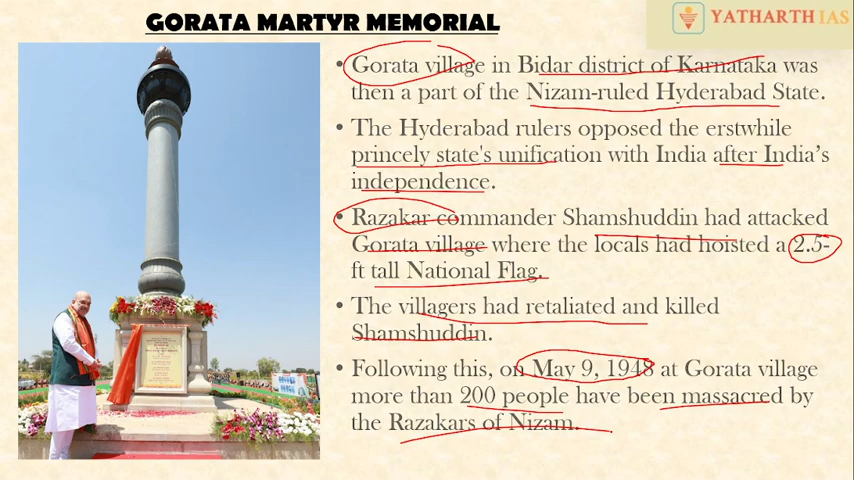 GORATA MARTYR MEMORIAL
YATHARTH IAS
• Gorata village in Bidar district of Karnataka was
then a part of the Nizam-ruled Hyderabad State.
• The Hyderabad rulers opposed the erstwhile
princely state's unification with India after India's
independence.
• Razakar commander Shamshuddin had attacked
Gorata village where the locals had hoisted a 2.5-
ft tall National Flag.
• The villagers had retaliated and killed
Shamshuddin.
• Following this, on May 9, 1948 at Gorata village
more than 200 people have been massacred by
the Razakars of Nizam.